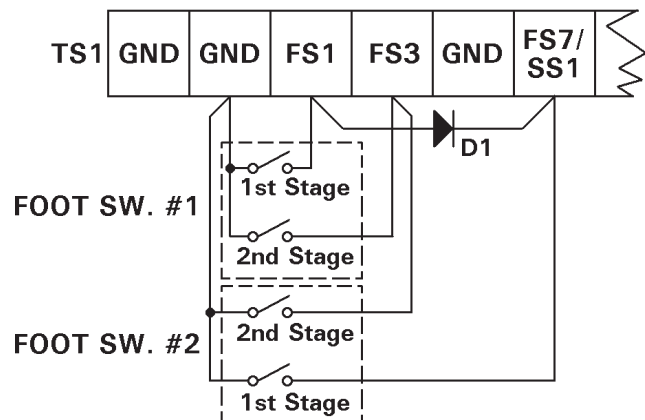 TS1 GND GND FS1 FS3 GND FS7/
SS1
D1
1st Stage
FOOT SW. #1
2nd Stage
2nd Stage
FOOT SW. #2
1st Stage